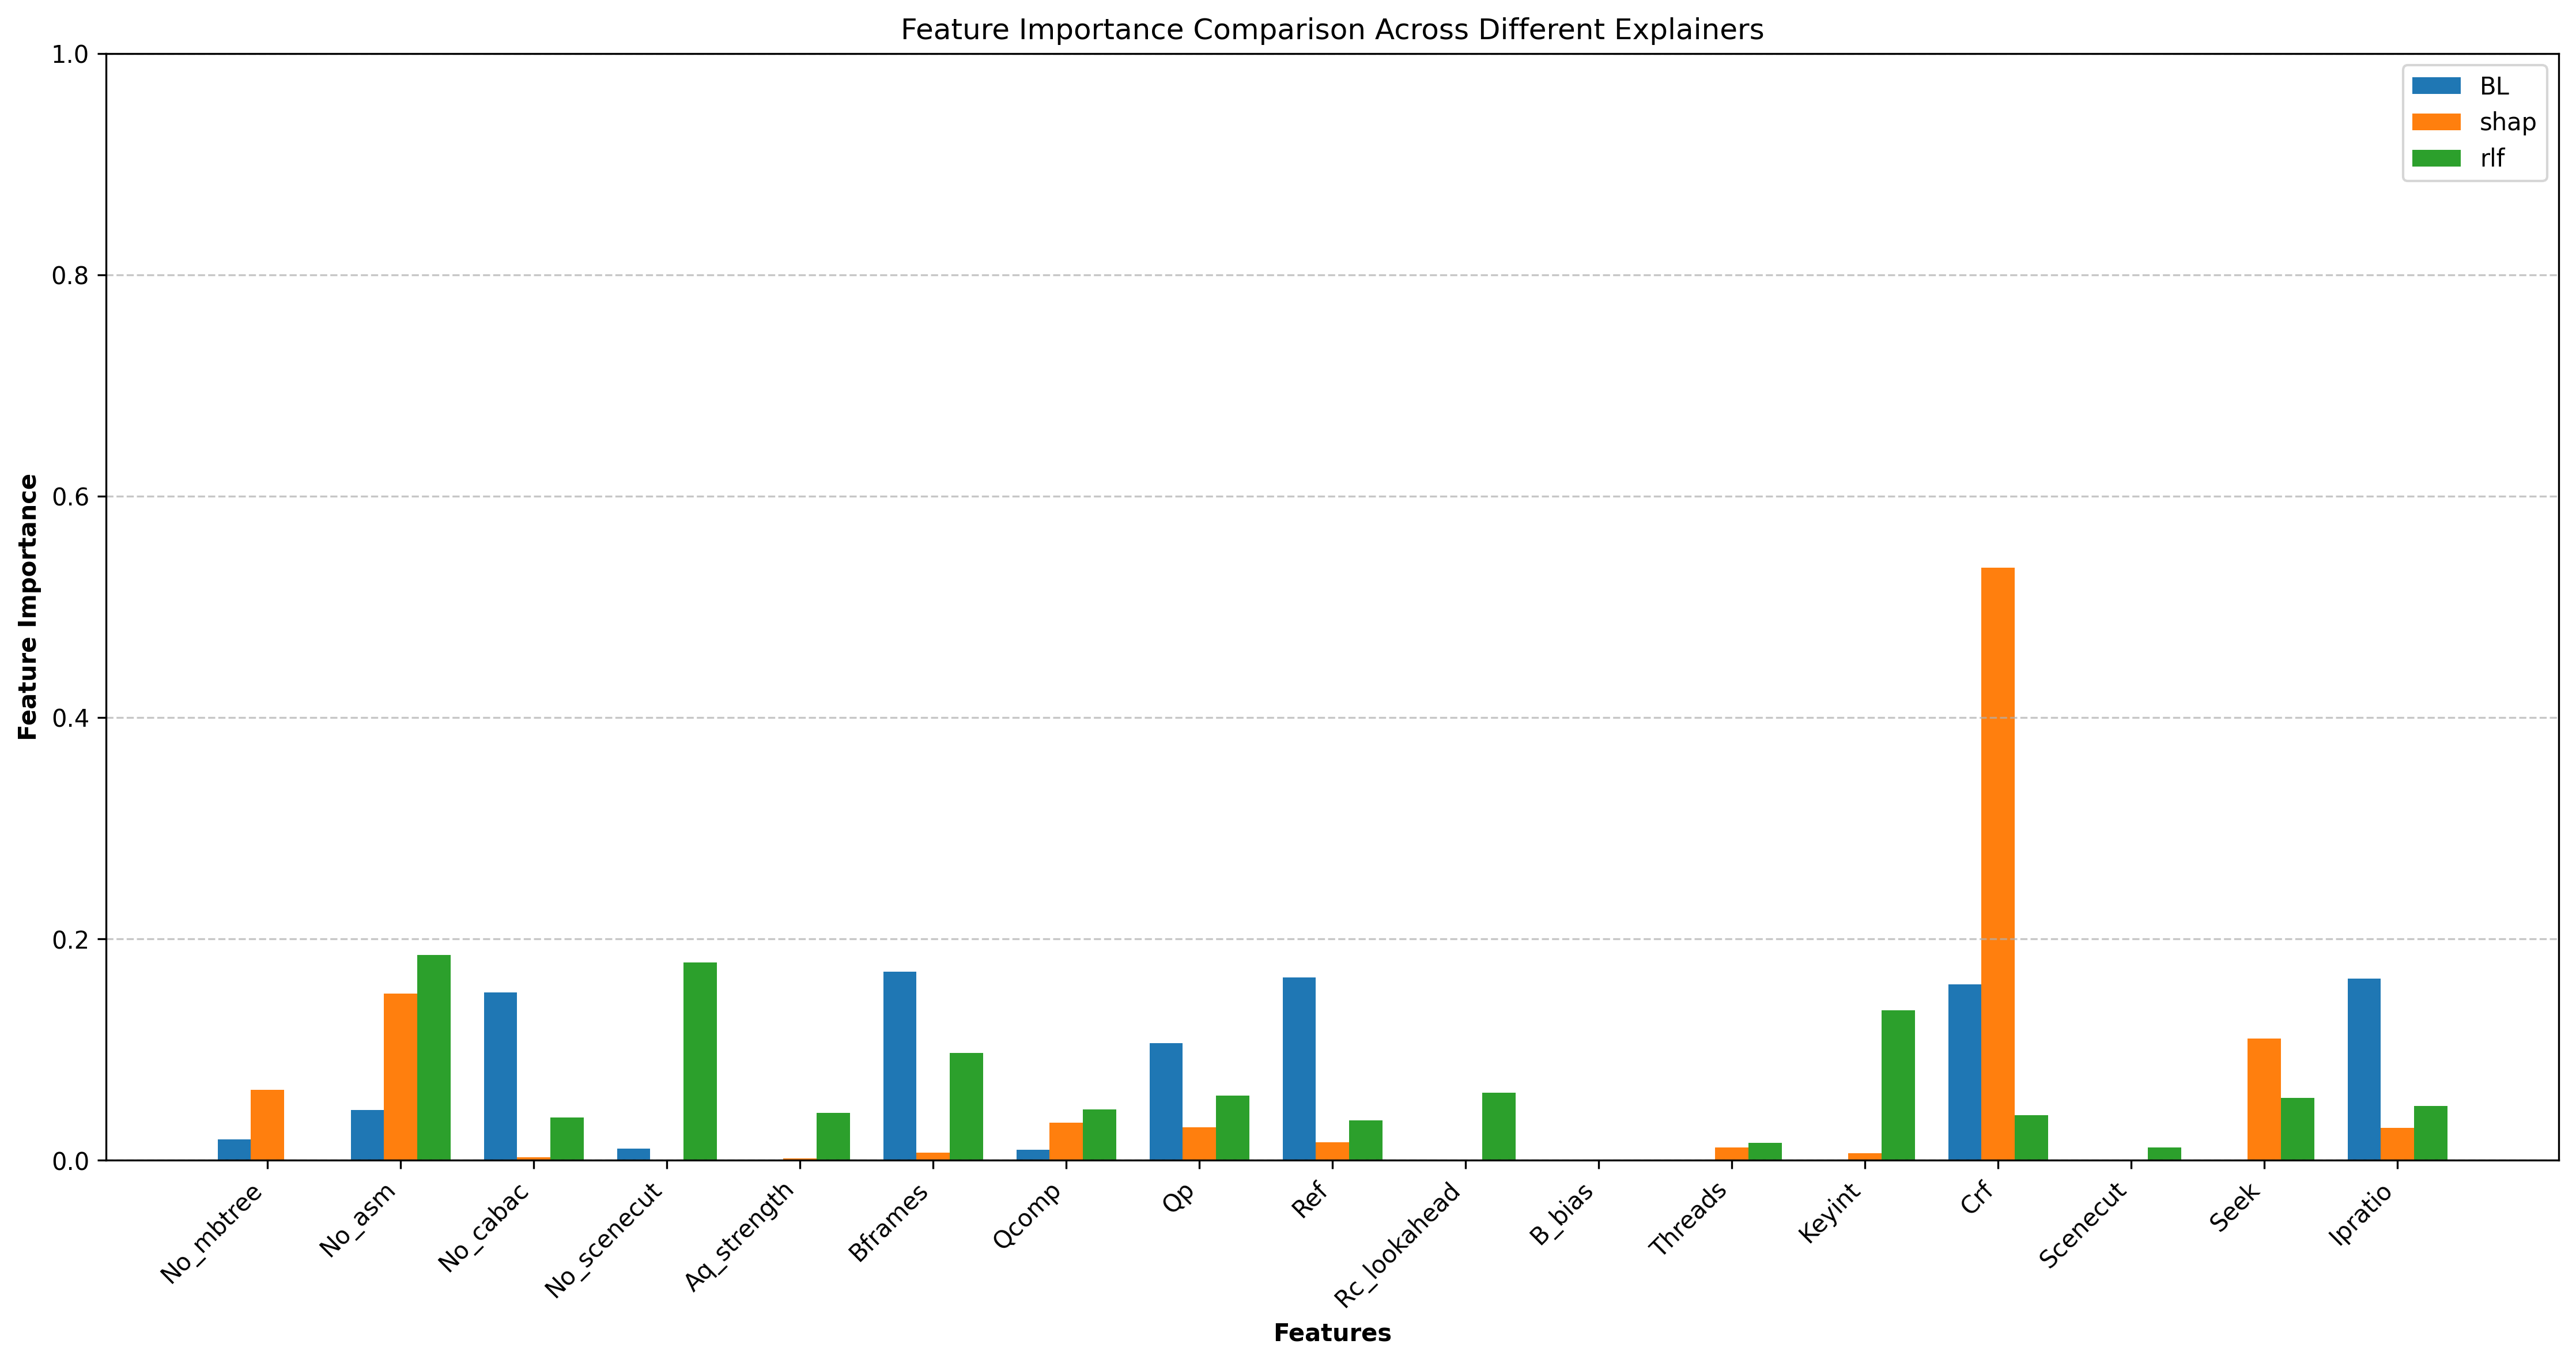 Feature Importance Comparison Across Different Explainers
1.0
0.8
0.6
0.4
0.2
0.0
Feature Importance
BL
shap
rlf
No_mbtree
No_asm
No_cabac
No_scenecut
Aq_strength
Bframes
Qcomp
Qp
Ref
Rc_lookahead
B_bias
Threads
Keyint
Crf
Scenecut
Seek
Ipratio
Features